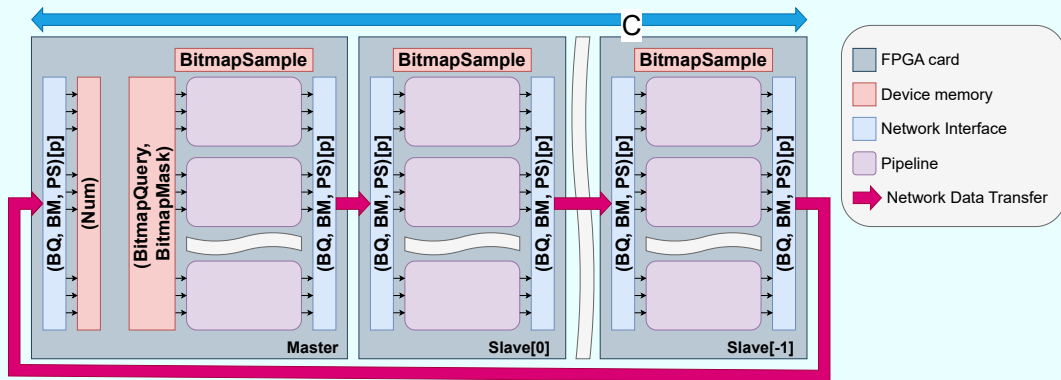 C
BitmapSample
BitmapSample
BitmapSample
(BQ, BM, PS)[p]
(Num)
(BitmapQuery,
BitmapMask)
(BQ, BM, PS)[p]
(BQ, BM, PS)[p]
(BQ, BM, PS)[p]
(BQ, BM, PS)[p]
(BQ, BM, PS)[p]
Master
Slave[0]
Slave[-1]
FPGA card
Device memory
Network Interface
Pipeline
Network Data Transfer